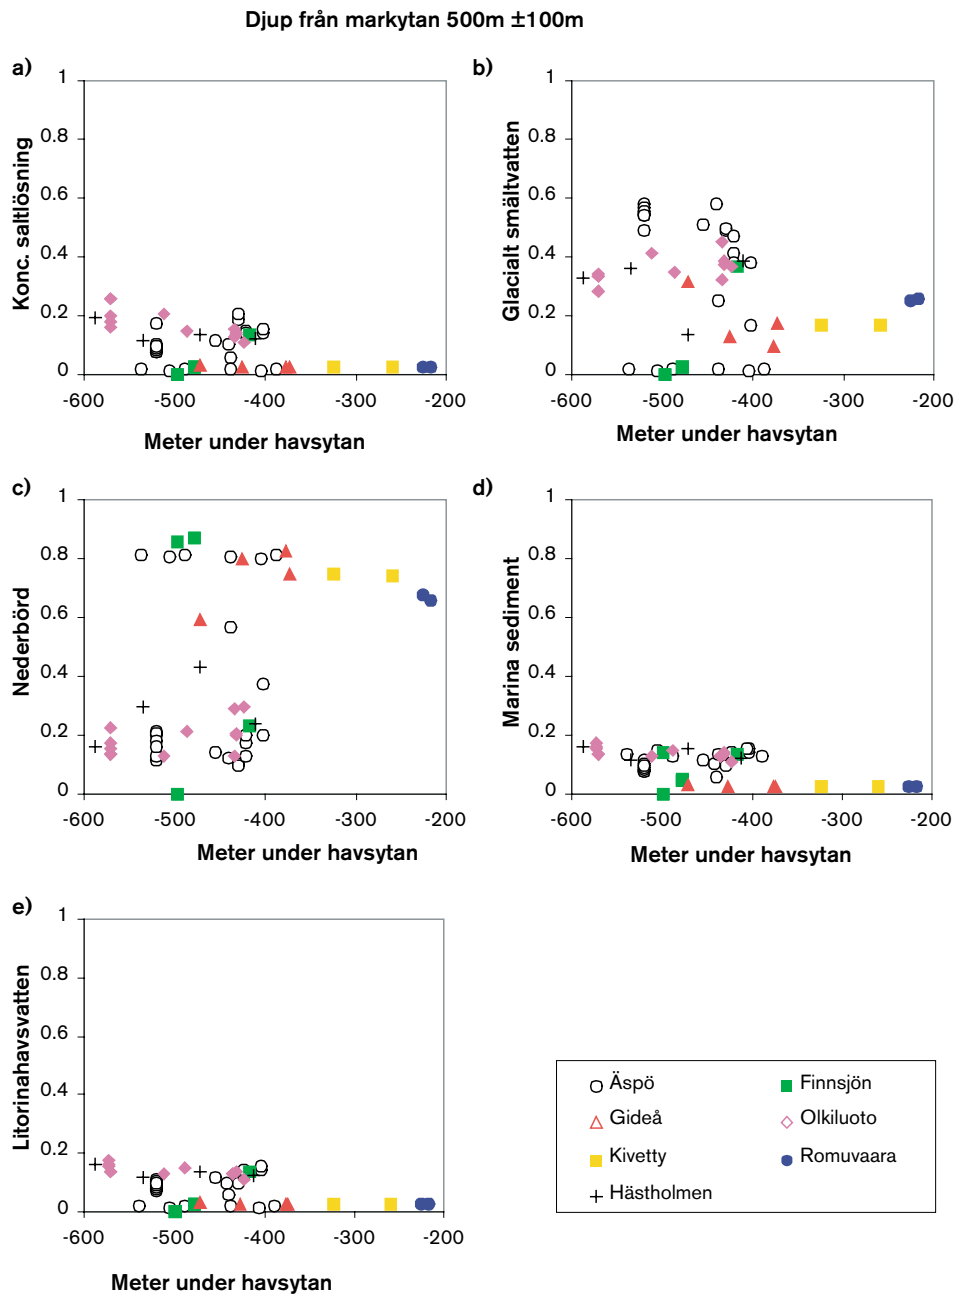 Djup från markytan 500m ±100m
a)
1
0.8
0.6
0.4
0.2
0
Konc. saltlösning
-600
-500
-400
-300
-200
Meter under havsytan
b)
1
0.8
0.6
0.4
0.2
0
Glacialt smältvatten
-600
-500
-400
-300
-200
Meter under havsytan
c)
1
0.8
0.6
0.4
0.2
0
Nederbörd
-600
-500
-400
-300
-200
Meter under havsytan
d)
1
0.8
0.6
0.4
0.2
0
Marina sediment
-600
-500
-400
-300
-200
Meter under havsytan
e)
1
0.8
0.6
0.4
0.2
0
Litorinahavsvatten
-600
-500
-400
-300
-200
Meter under havsytan
Äspö
Finnsjön
Gideå
Olkiluoto
Kivetty
Romuvaara
Hästholmen